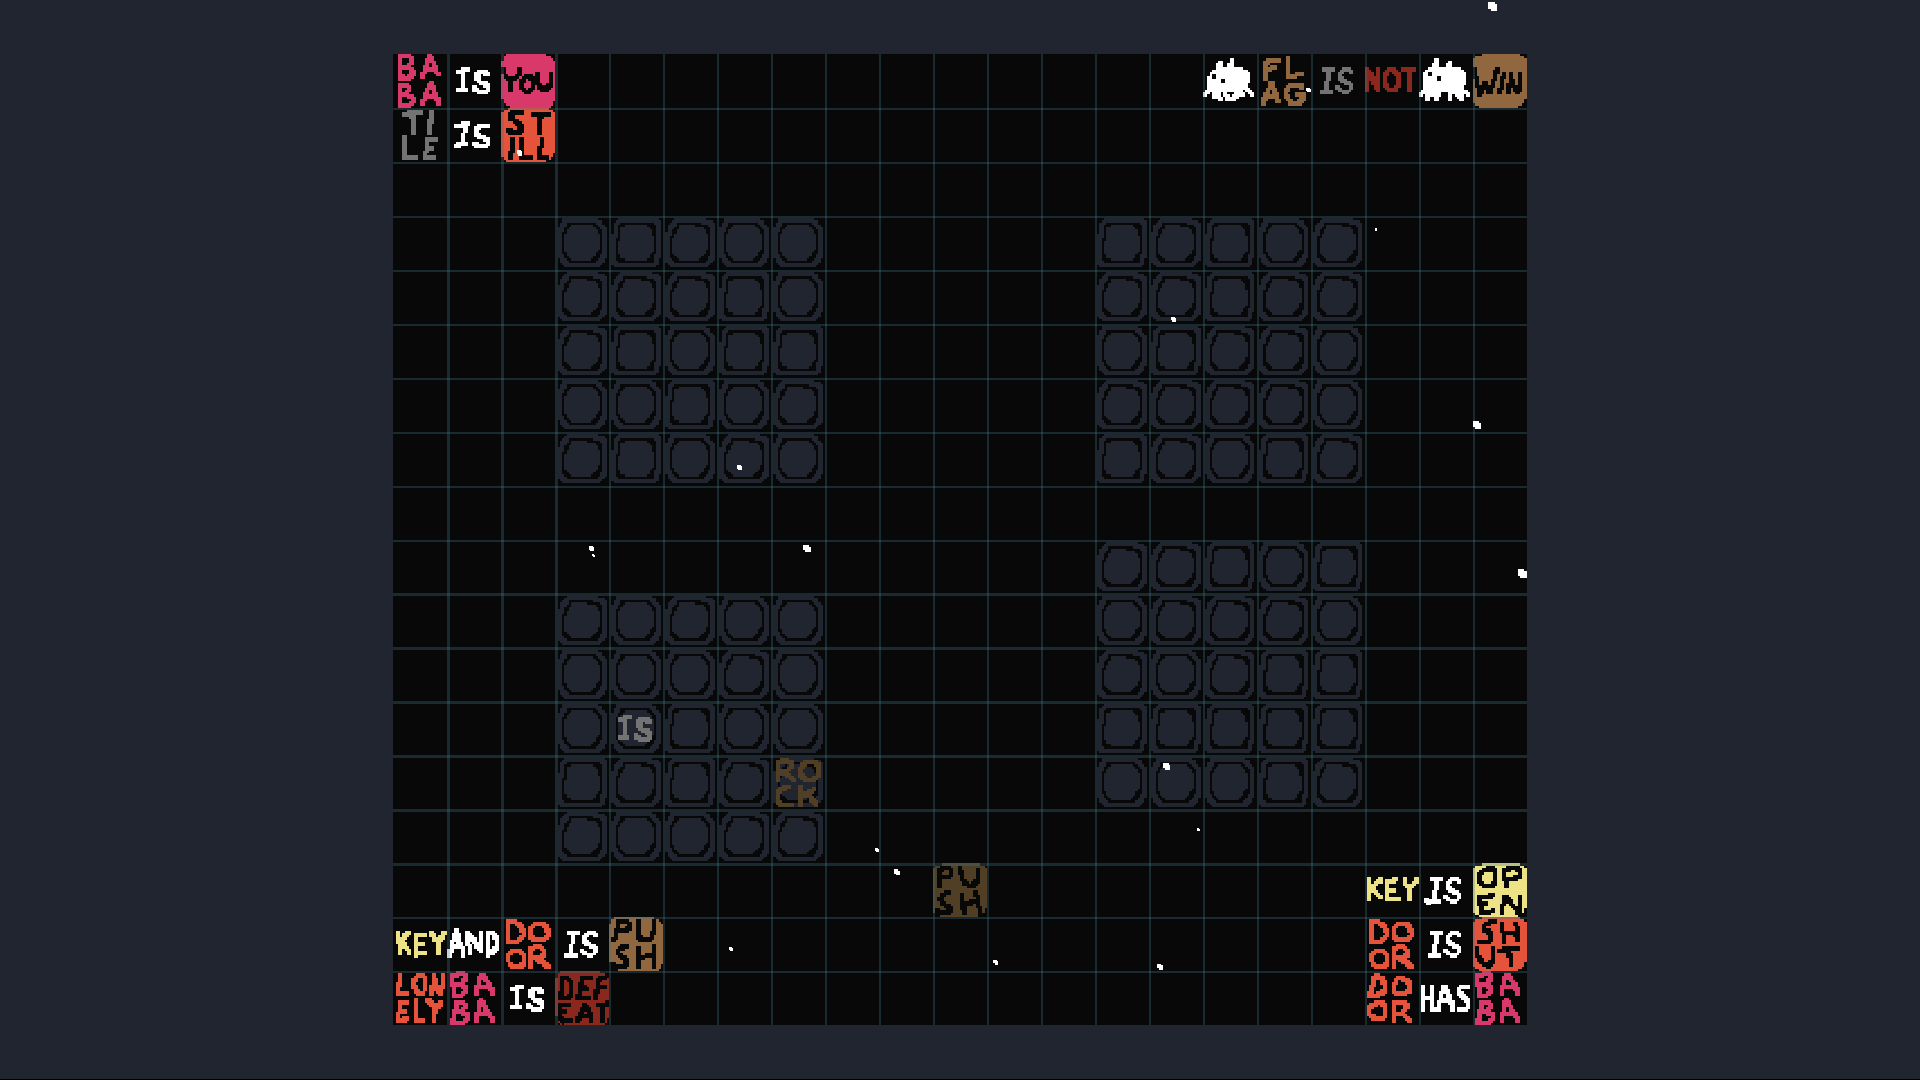 BABA IS YOU
FLAG IS NOT WIN
TILE IS STILL
IS
ROCK
PUSH
KEY IS OPEN
KEY AND DOOR IS PUSH
DOOR IS SHUT
LONELY BABA IS DEFEAT
DOOR HAS BABA